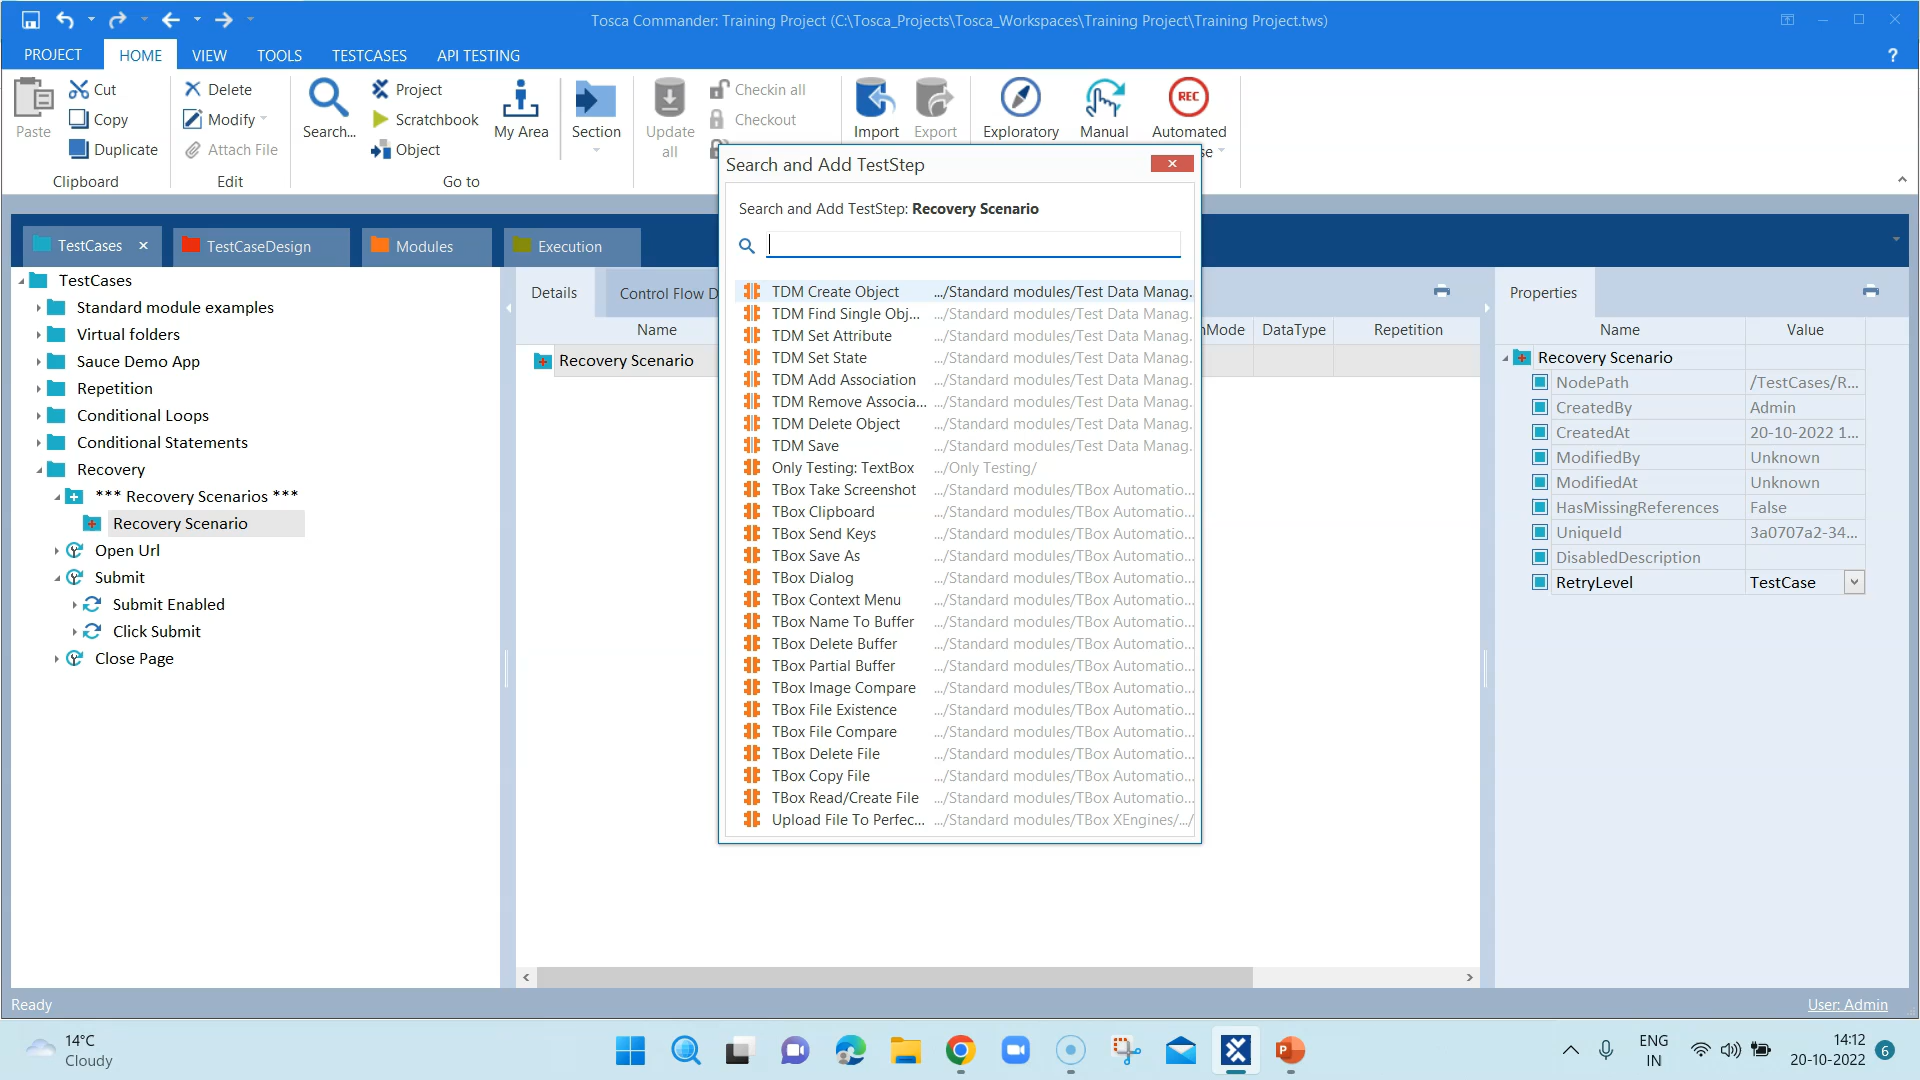 Tosca Commander: Training Project (C:\Tosca_Projects\Tosca_Workspaces\Training Project\Training Project.tws)
PROJECT HOME VIEW TOOLS TESTCASES API TESTING ?
Paste
Cut
Copy
Duplicate
Clipboard
Delete
Modify
Attach File
Edit
Search...
Project
Scratchbook
Object
My Area
Go to
Section
Update all
Checkin all
Checkout
Import
Export
Exploratory
Manual
REC
Automated
se
TestCases TestCaseDesign Modules Execution
TestCases
Standard module examples
Virtual folders
Sauce Demo App
Repetition
Conditional Loops
Conditional Statements
Recovery
*** Recovery Scenarios ***
Recovery Scenario
Open Url
Submit
Submit Enabled
Click Submit
Close Page
Details Control Flow D
Name nMode DataType Repetition
Recovery Scenario
Search and Add TestStep
Search and Add TestStep: Recovery Scenario
TDM Create Object .../Standard modules/Test Data Manag.
TDM Find Single Obj... .../Standard modules/Test Data Manag.
TDM Set Attribute .../Standard modules/Test Data Manag.
TDM Set State .../Standard modules/Test Data Manag.
TDM Add Association .../Standard modules/Test Data Manag.
TDM Remove Associa... .../Standard modules/Test Data Manag.
TDM Delete Object .../Standard modules/Test Data Manag.
TDM Save .../Standard modules/Test Data Manag.
Only Testing: TextBox .../Only Testing/
TBox Take Screenshot .../Standard modules/TBox Automatio...
TBox Clipboard .../Standard modules/TBox Automatio...
TBox Send Keys .../Standard modules/TBox Automatio...
TBox Save As .../Standard modules/TBox Automatio...
TBox Dialog .../Standard modules/TBox Automatio...
TBox Context Menu .../Standard modules/TBox Automatio...
TBox Name To Buffer .../Standard modules/TBox Automatio...
TBox Delete Buffer .../Standard modules/TBox Automatio...
TBox Partial Buffer .../Standard modules/TBox Automatio...
TBox Image Compare .../Standard modules/TBox Automatio...
TBox File Existence .../Standard modules/TBox Automatio...
TBox File Compare .../Standard modules/TBox Automatio...
TBox Delete File .../Standard modules/TBox Automatio...
TBox Copy File .../Standard modules/TBox Automatio...
TBox Read/Create File .../Standard modules/TBox Automatio...
Upload File To Perfec... .../Standard modules/TBox XEngines/.../
Properties
Name Value
Recovery Scenario
NodePath /TestCases/R...
CreatedBy Admin
CreatedAt 20-10-2022 1...
ModifiedBy Unknown
ModifiedAt Unknown
HasMissingReferences False
UniqueId 3a0707a2-34...
DisabledDescription
RetryLevel TestCase
Ready
User: Admin
14°C
Cloudy
ENG
IN
14:12
20-10-2022
6